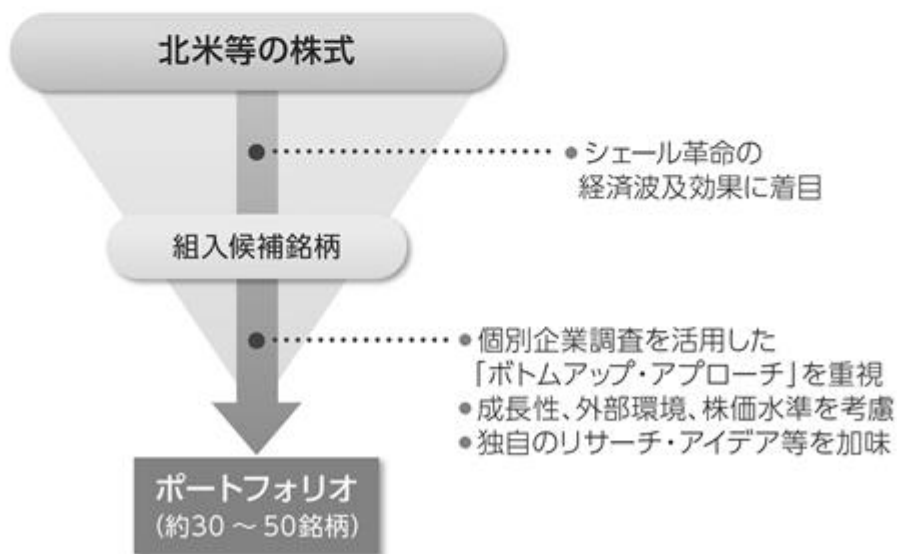 北米等の株式
●シェール革命の
経済波及効果に着目
組入候補銘柄
●個別企業調査を活用した
「ボトムアップ・アプローチ」を重視
●成長性、外部環境、株価水準を考慮
●独自のリサーチ・アイデア等を加味
ポートフォリオ
(約30 ～ 50銘柄)